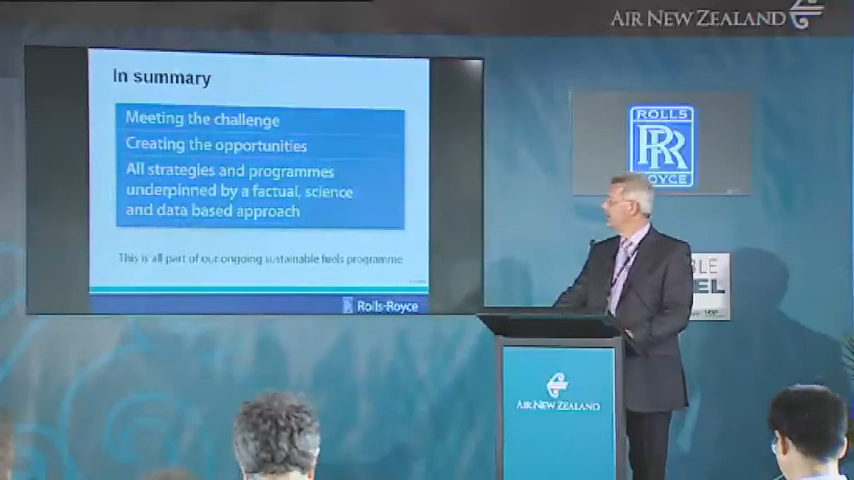 AIR NEW ZEALAND
In summary
Meeting the challenge
Creating the opportunities
All strategies and programmes
underpinned by a factual, science
and data based approach
This is all part of our ongoing sustainable fuels programme
Rolls-Royce
ROLLS
RR
ROYCE
BLE
EL
AIR NEW ZEALAND